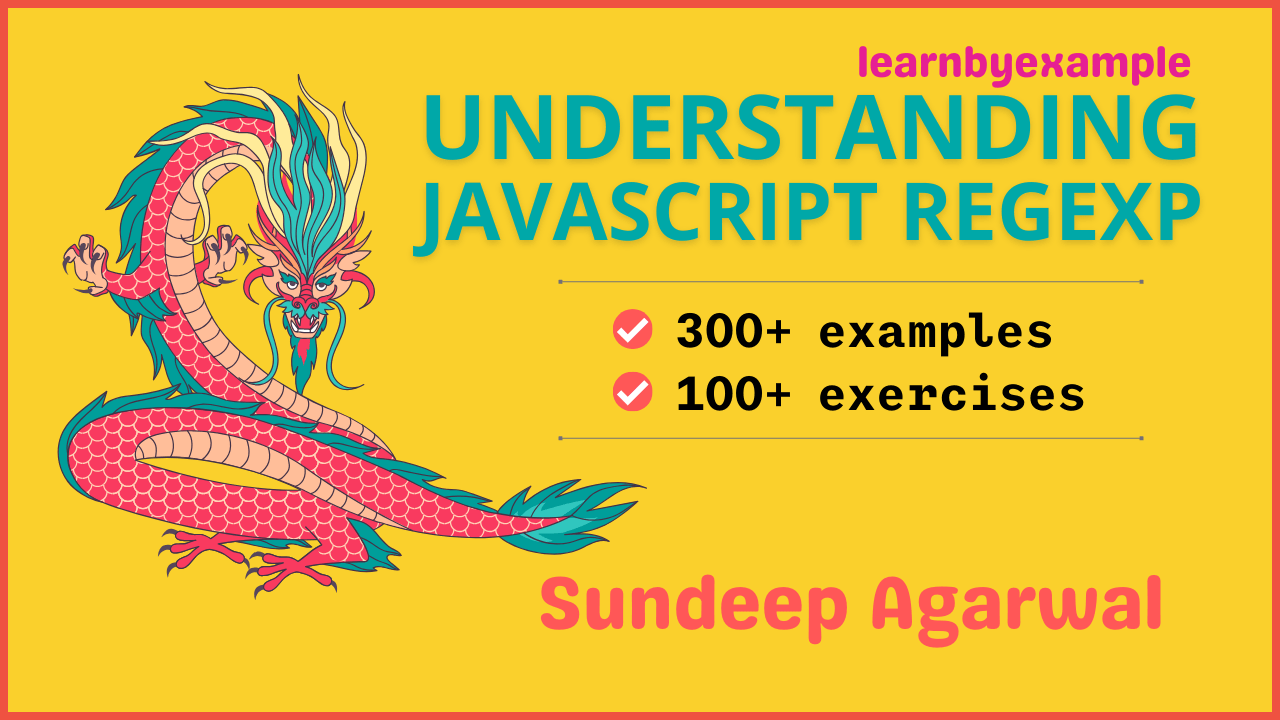 learnbyexample
UNDERSTANDING
JAVASCRIPT REGEXP
300+ examples
100+ exercises
Sundeep Agarwal